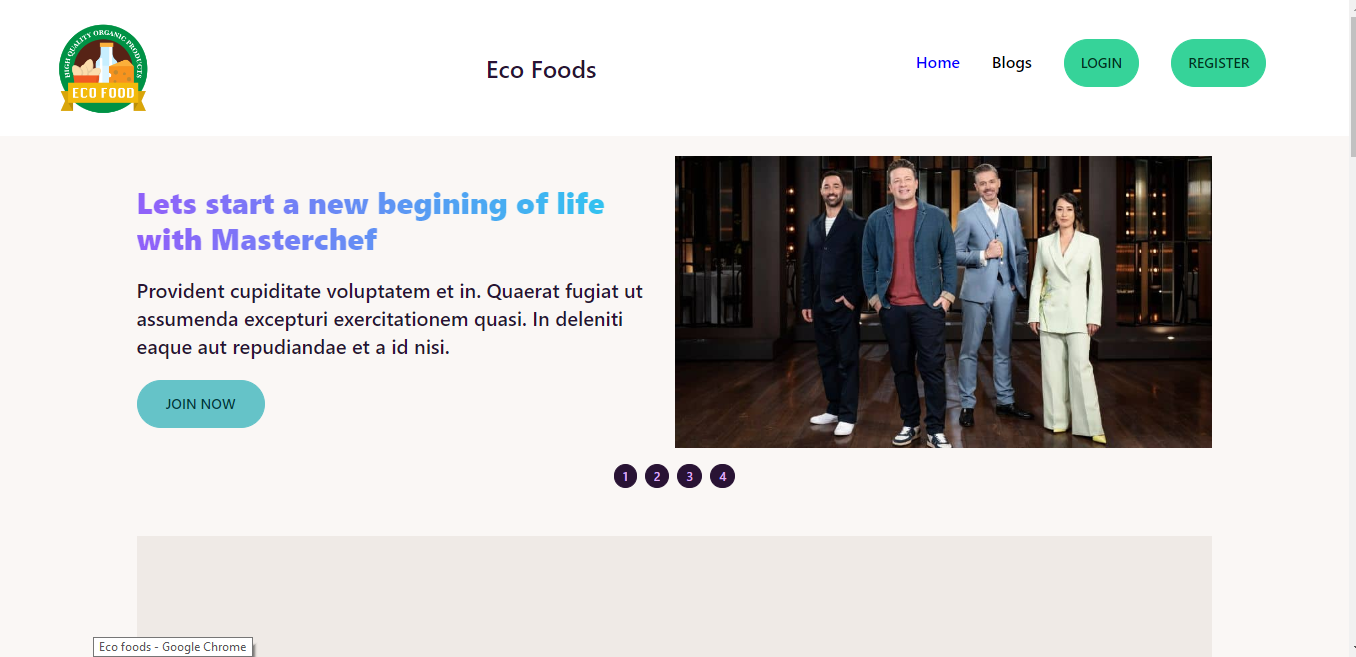 HIGH QUALITY ORGANIC PRODUCTS
ECO FOOD
Eco Foods
Home
Blogs
LOGIN
REGISTER
Lets start a new begining of life
with Masterchef
Provident cupiditate voluptatem et in. Quaerat fugiat ut
assumenda excepturi exercitationem quasi. In deleniti
eaque aut repudiandae et a id nisi.
JOIN NOW
1
2
3
4
Eco foods - Google Chrome